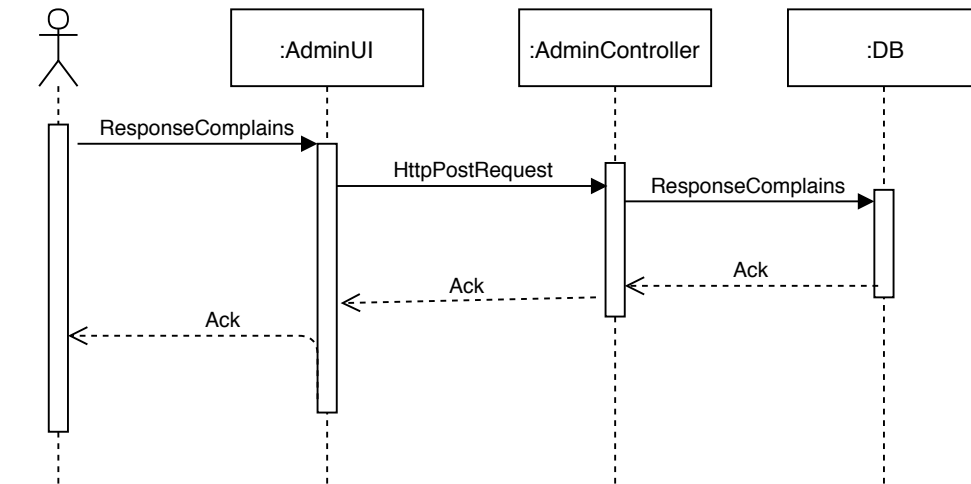 :AdminUI
:AdminController
:DB
ResponseComplains
HttpPostRequest
ResponseComplains
Ack
Ack
Ack